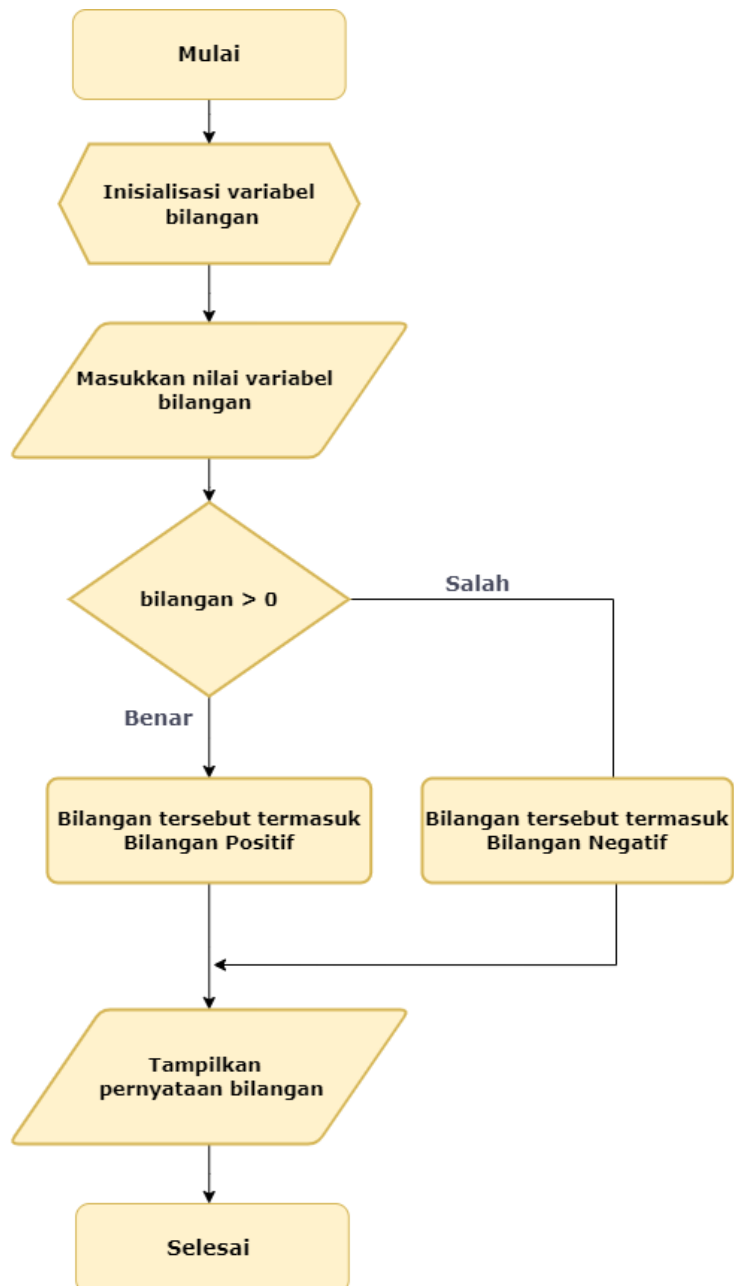 Mulai
Inisialisasi variabel
bilangan
Masukkan nilai variabel
bilangan
bilangan > 0
Salah
Benar
Bilangan tersebut termasuk
Bilangan Positif
Bilangan tersebut termasuk
Bilangan Negatif
Tampilkan
pernyataan bilangan
Selesai